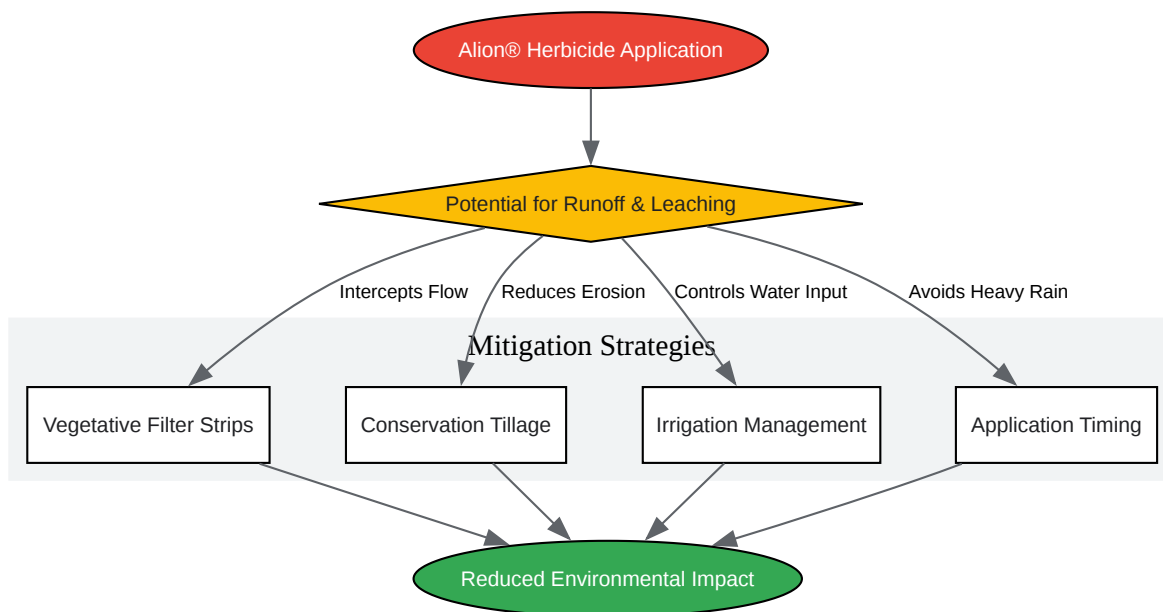 Alion® Herbicide Application
Potential for Runoff & Leaching
Intercepts Flow
Reduces Erosion
Controls Water Input
Avoids Heavy Rain
Mitigation Strategies
Vegetative Filter Strips
Conservation Tillage
Irrigation Management
Application Timing
Reduced Environmental Impact